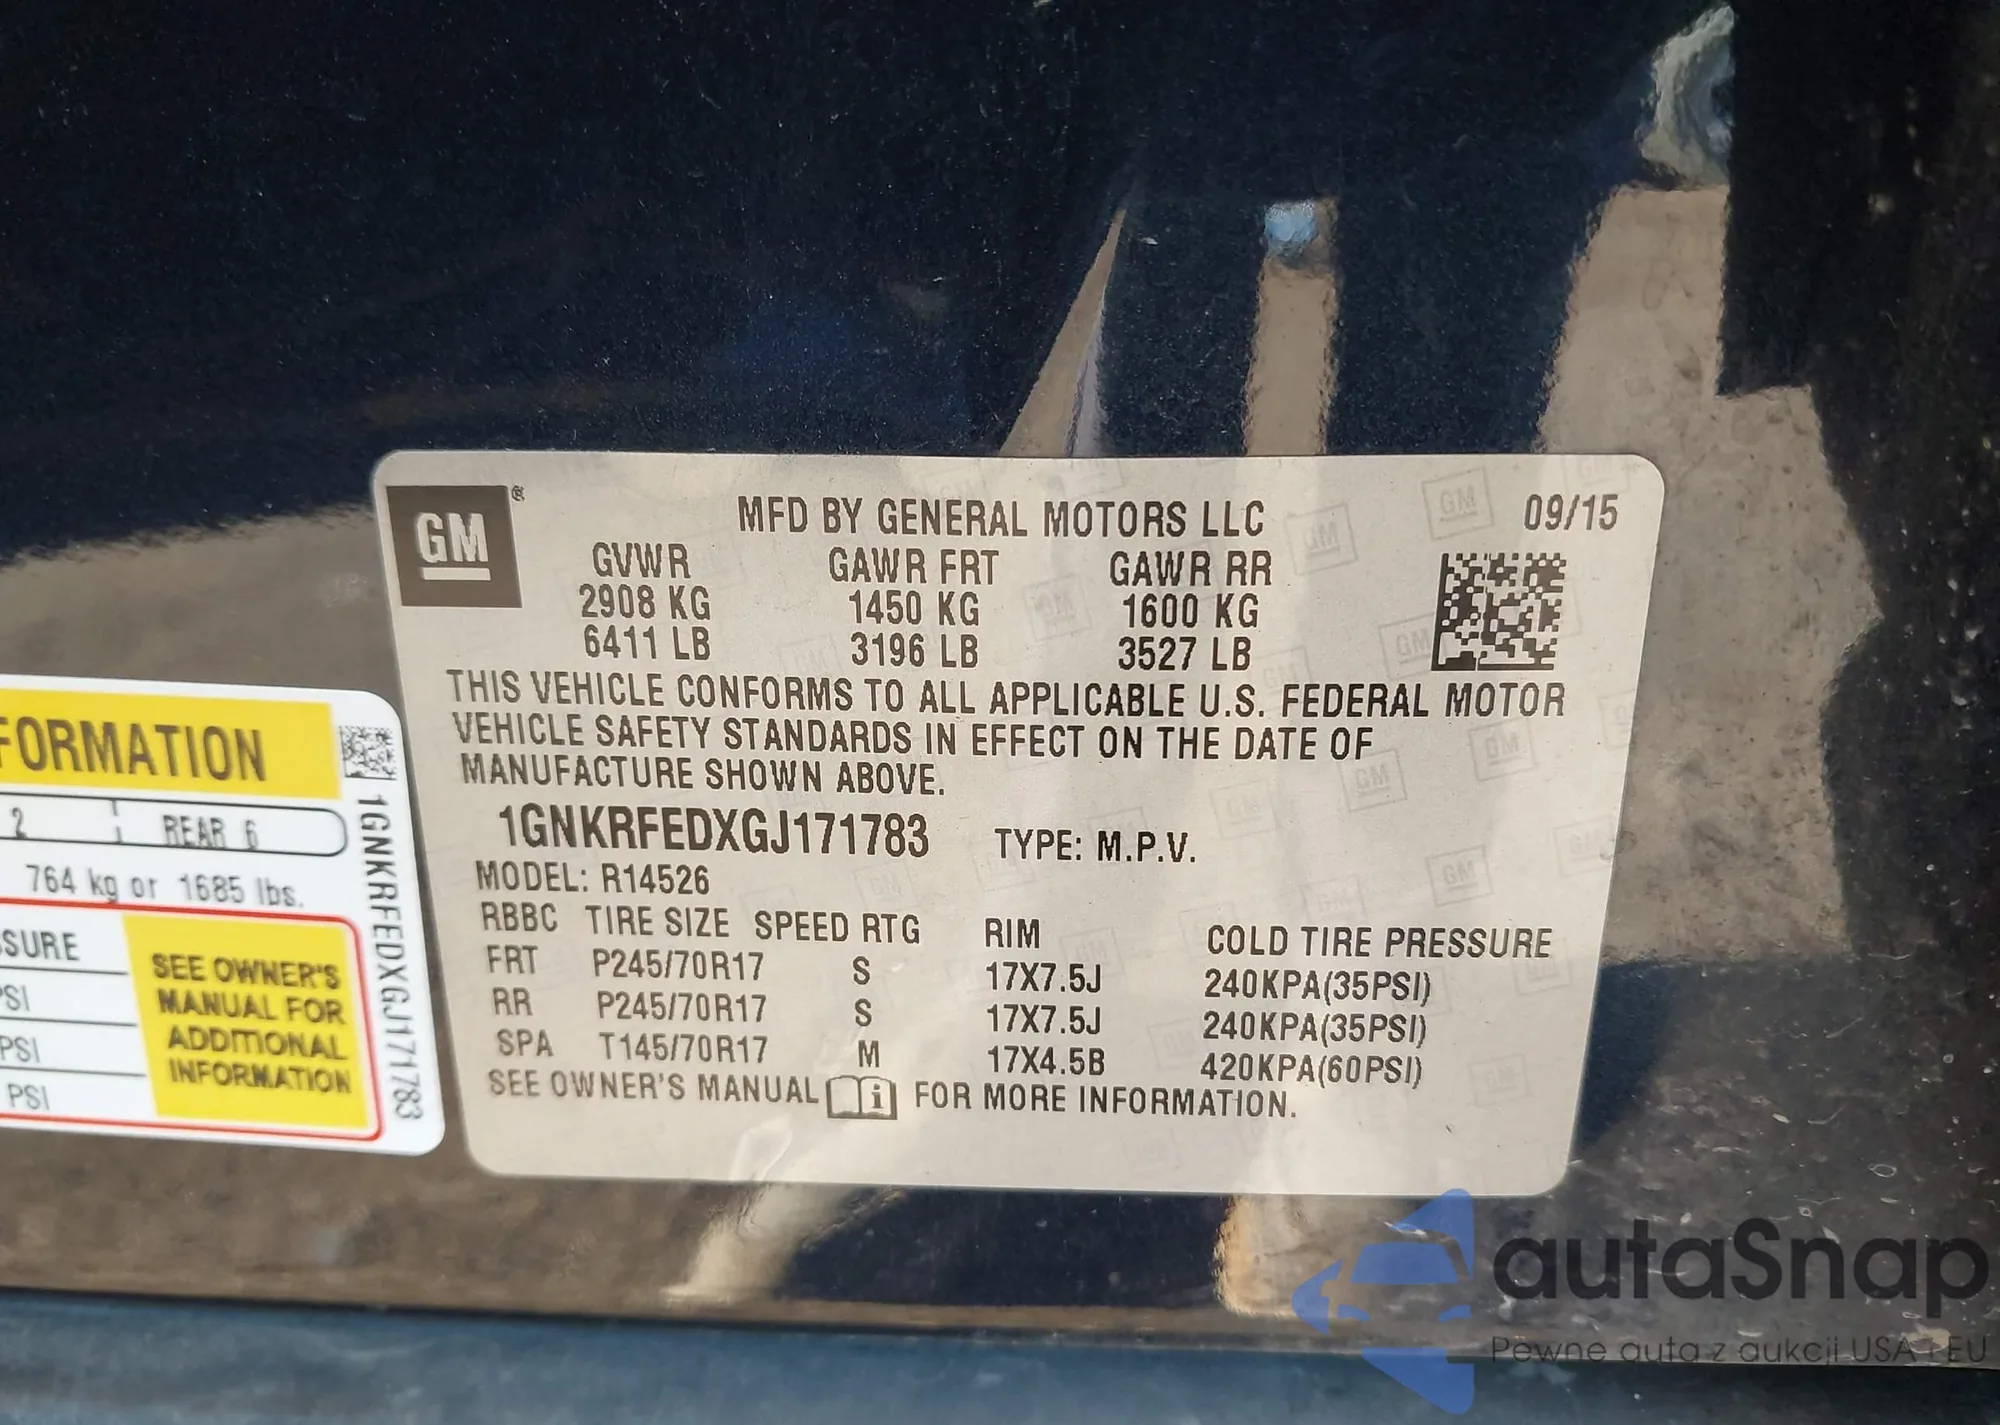 GM ®
MFD BY GENERAL MOTORS LLC 09/15
GVWR GAWR FRT GAWR RR
2908 KG 1450 KG 1600 KG
6411 LB 3196 LB 3527 LB
THIS VEHICLE CONFORMS TO ALL APPLICABLE U.S. FEDERAL MOTOR
VEHICLE SAFETY STANDARDS IN EFFECT ON THE DATE OF
MANUFACTURE SHOWN ABOVE.
1GNKRFEDXGJ171783 TYPE: M.P.V.
MODEL: R14526
RBBC TIRE SIZE SPEED RTG RIM COLD TIRE PRESSURE
FRT P245/70R17 S 17X7.5J 240KPA(35PSI)
RR P245/70R17 S 17X7.5J 240KPA(35PSI)
SPA T145/70R17 M 17X4.5B 420KPA(60PSI)
SEE OWNER'S MANUAL i FOR MORE INFORMATION.
FORMATION
2 REAR 6
764 kg or 1685 lbs.
SSURE
PSI
PSI
PSI
SEE OWNER'S
MANUAL FOR
ADDITIONAL
INFORMATION
1GNKRFEDXGJ171783
autaSnap
Pewne auta z aukcji USA i EU